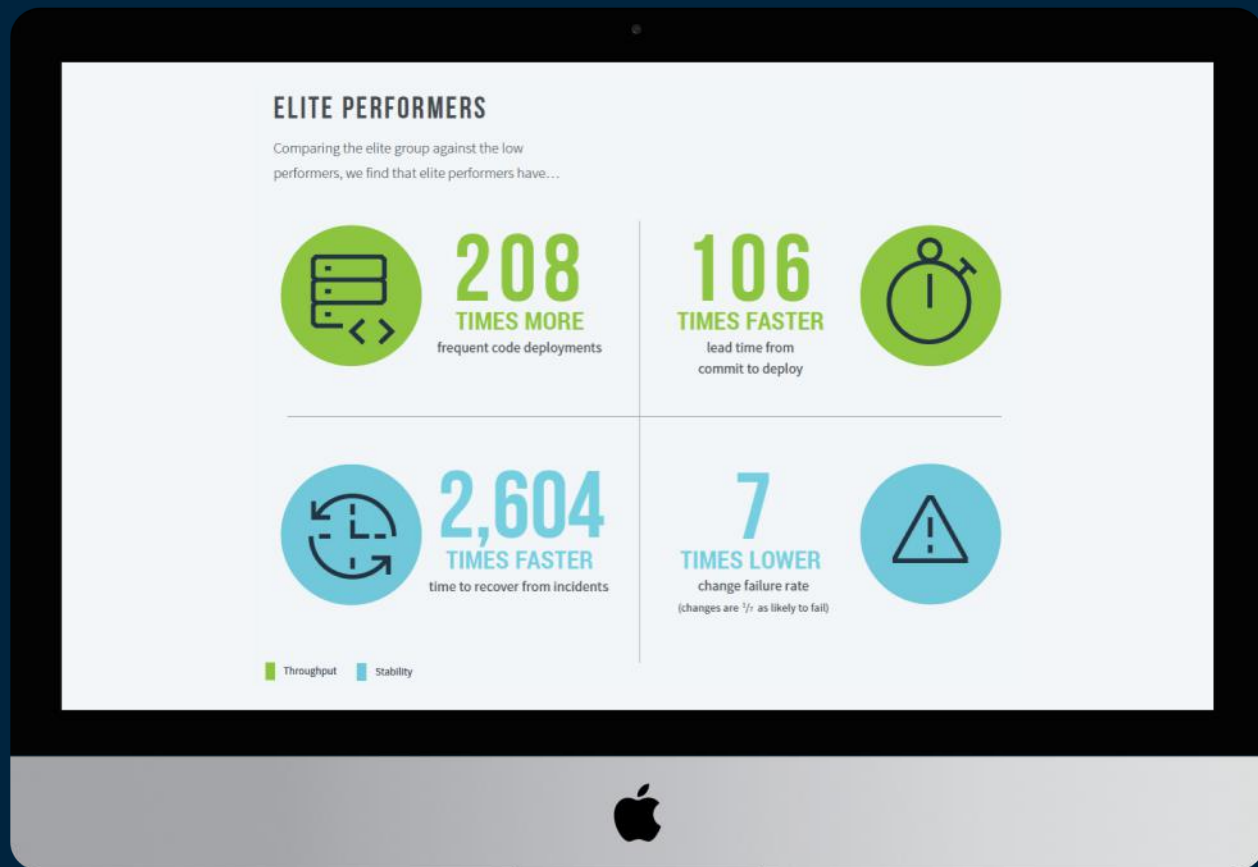 ELITE PERFORMERS
Comparing the elite group against the low
performers, we find that elite performers have...
208
TIMES MORE
frequent code deployments
106
TIMES FASTER
lead time from
commit to deploy
2,604
TIMES FASTER
time to recover from incidents
7
TIMES LOWER
change failure rate
(changes are 1/7 as likely to fail)
Throughput
Stability